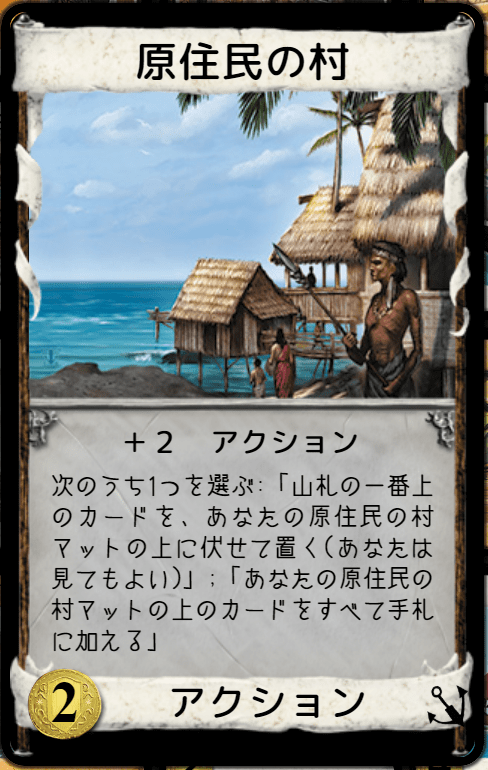 原住民の村
＋２　アクション
次のうち1つを選ぶ:「山札の一番上
のカードを、あなたの原住民の村
マットの上に伏せて置く(あなたは
見てもよい)」;「あなたの原住民の
村マットの上のカードをすべて手札
に加える」
2
アクション